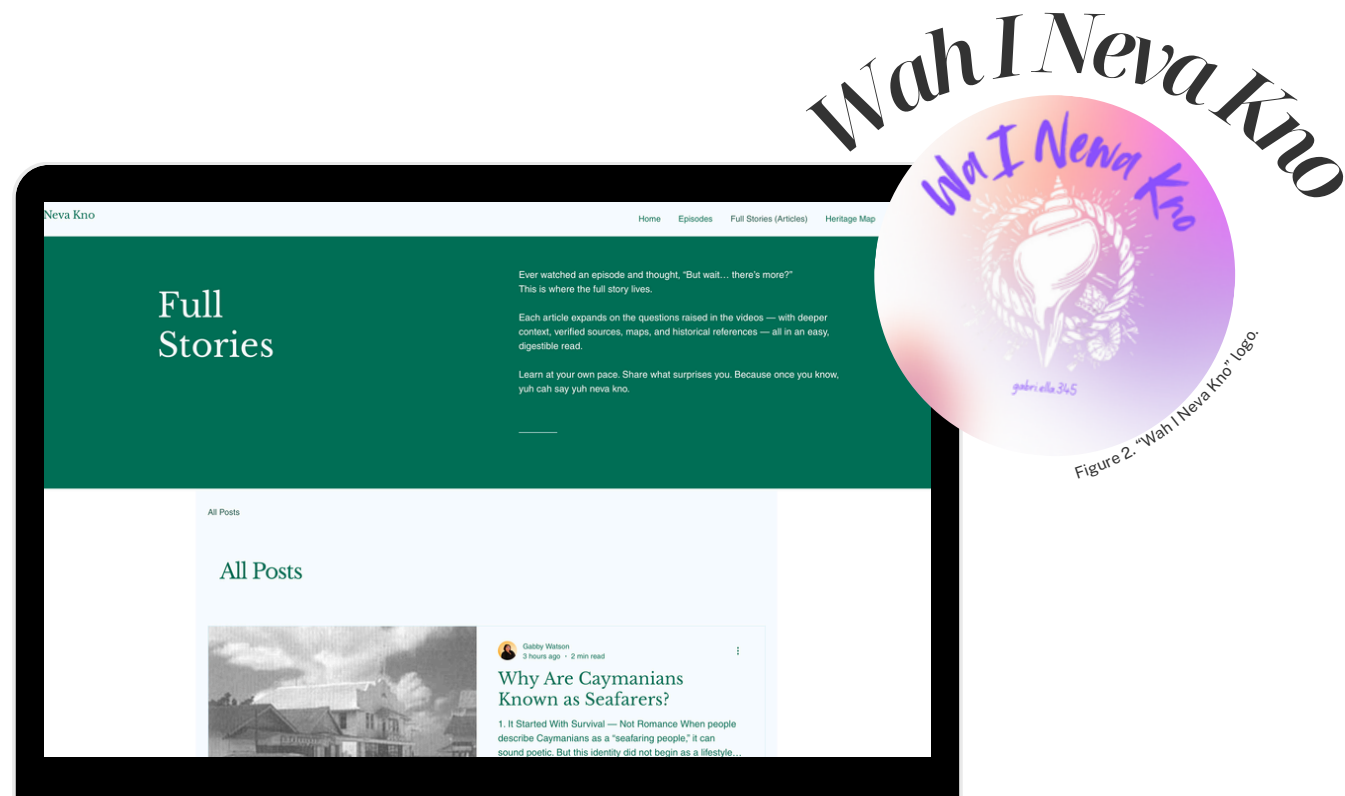 Wah I Neva Kno
Wa I Newa Kno
gabriella345
Figure 2. “Wah I Neva Kno” logo.
Neva Kno
Home
Episodes
Full Stories (Articles)
Heritage Map
Full
Stories
Ever watched an episode and thought, “But wait… there’s more?”
This is where the full story lives.
Each article expands on the questions raised in the videos — with deeper
context, verified sources, maps, and historical references — all in an easy,
digestible read.
Learn at your own pace. Share what surprises you. Because once you know,
yuh cah say yuh neva kno.
All Posts
All Posts
Gabby Watson
3 hours ago • 2 min read
Why Are Caymanians
Known as Seafarers?
1. It Started With Survival — Not Romance When people
describe Caymanians as a “seafaring people,” it can
sound poetic. But this identity did not begin as a lifestyle…